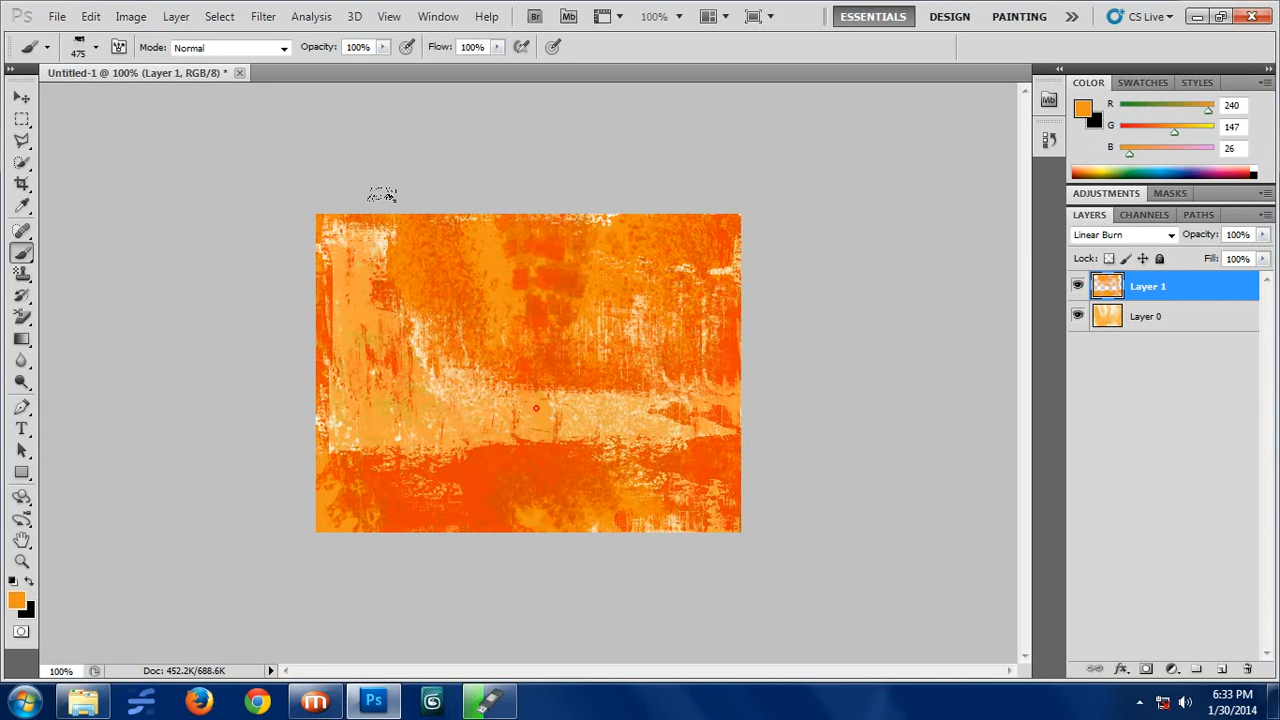 Ps File Edit Image Layer Select Filter Analysis 3D View Window Help Br Mb 100% ESSENTIALS DESIGN PAINTING CS Live
475 Mode: Normal Opacity: 100% Flow: 100%
Untitled-1 @ 100% (Layer 1, RGB/8) *
COLOR SWATCHES STYLES
R 240
G 147
B 26
Mb
ADJUSTMENTS MASKS
LAYERS CHANNELS PATHS
Linear Burn Opacity: 100%
Lock: Fill: 100%
Layer 1
Layer 0
T
fx
100% Doc: 452.2K/688.6K
m Ps
6:33 PM
1/30/2014